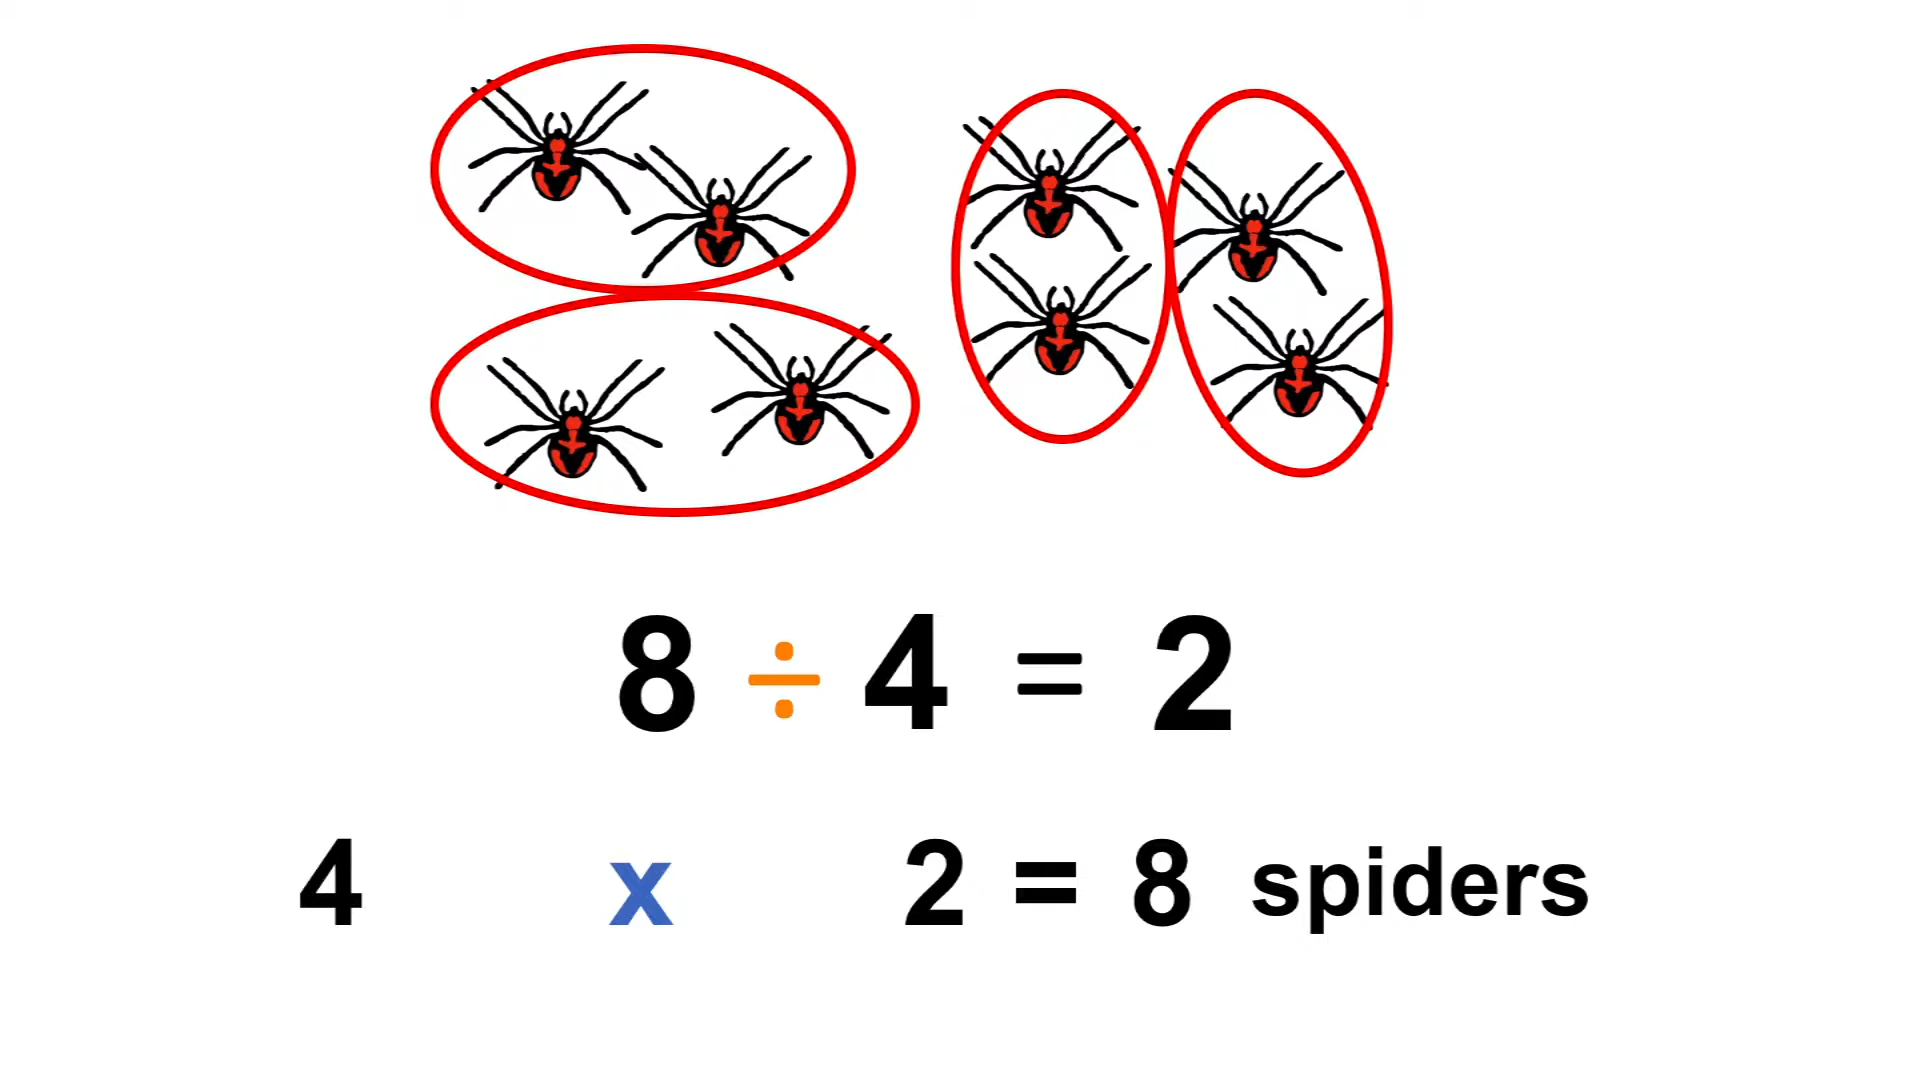 8 ÷ 4 = 2
4 x 2 = 8 spiders